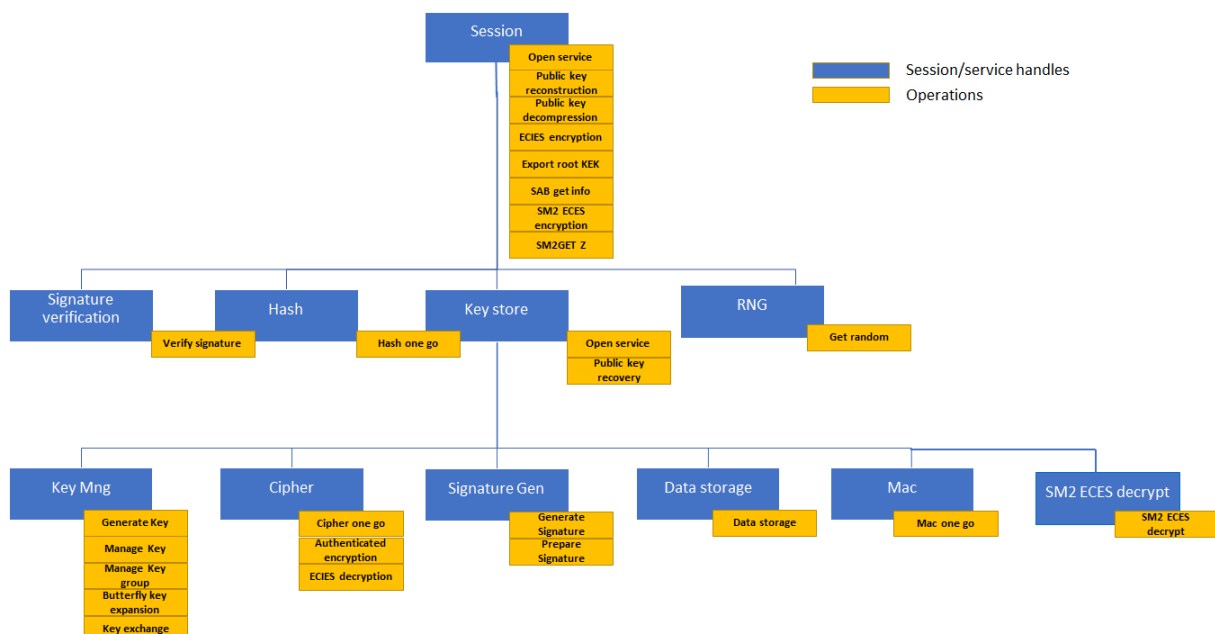 Session
Open service
Public key
reconstruction
Public key
decompression
ECIES encryption
Export root KEK
SAB get info
SM2 ECES
encryption
SM2GET Z
Session/service handles
Operations
Signature
verification
Verify signature
Hash
Hash one go
Key store
Open service
Public key
recovery
RNG
Get random
Key Mng
Generate Key
Manage Key
Manage Key
group
Butterfly key
expansion
Key exchange
Cipher
Cipher one go
Authenticated
encryption
ECIES decryption
Signature Gen
Generate
Signature
Prepare
Signature
Data storage
Data storage
Mac
Mac one go
SM2 ECES decrypt
SM2 ECES
decrypt